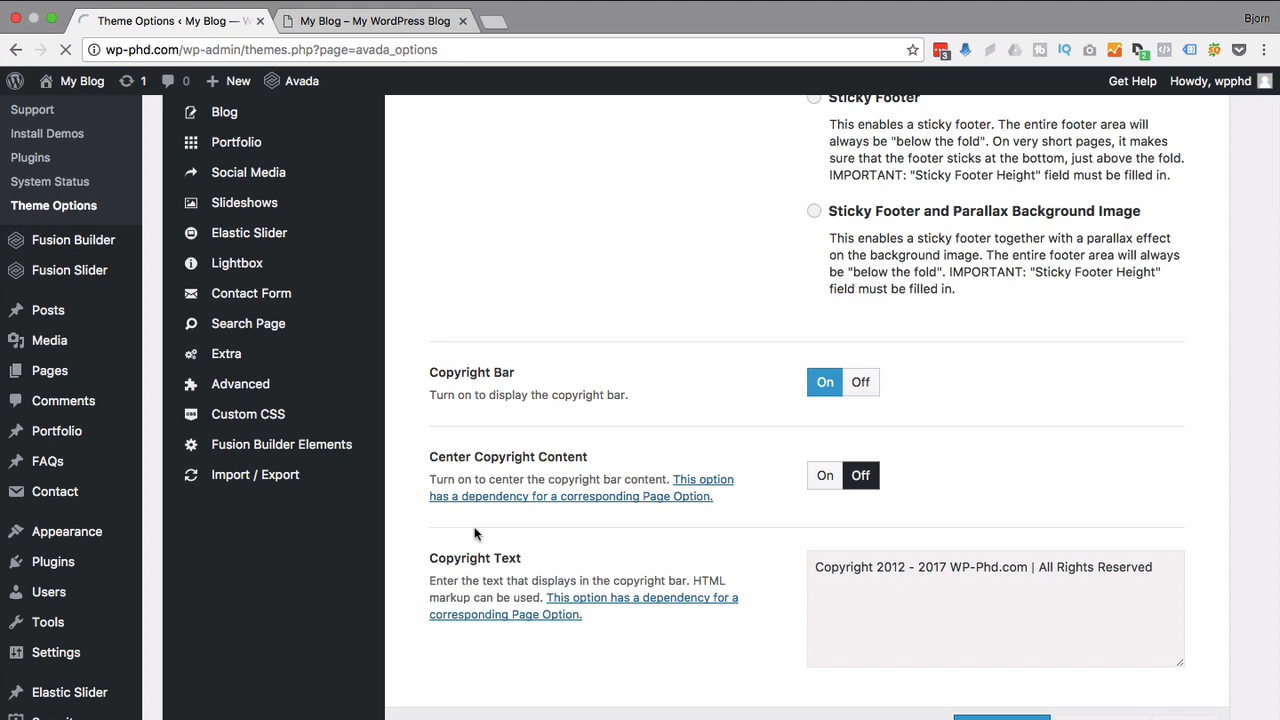 Theme Options ‹ My Blog — W
My Blog – My WordPress Blog
Bjorn
wp-phd.com/wp-admin/themes.php?page=avada_options
3
2
My Blog
1
0
New
Avada
Get Help
Howdy, wpphd
Support
Install Demos
Plugins
System Status
Theme Options
Fusion Builder
Fusion Slider
Posts
Media
Pages
Comments
Portfolio
FAQs
Contact
Appearance
Plugins
Users
Tools
Settings
Elastic Slider
Blog
Portfolio
Social Media
Slideshows
Elastic Slider
Lightbox
Contact Form
Search Page
Extra
Advanced
Custom CSS
Fusion Builder Elements
Import / Export
Sticky Footer
This enables a sticky footer. The entire footer area will
always be "below the fold". On very short pages, it makes
sure that the footer sticks at the bottom, just above the fold.
IMPORTANT: "Sticky Footer Height" field must be filled in.
Sticky Footer and Parallax Background Image
This enables a sticky footer together with a parallax effect
on the background image. The entire footer area will always
be "below the fold". IMPORTANT: "Sticky Footer Height"
field must be filled in.
Copyright Bar
Turn on to display the copyright bar.
On Off
Center Copyright Content
Turn on to center the copyright bar content. This option
has a dependency for a corresponding Page Option.
On Off
Copyright Text
Enter the text that displays in the copyright bar. HTML
markup can be used. This option has a dependency for a
corresponding Page Option.
Copyright 2012 - 2017 WP-Phd.com | All Rights Reserved